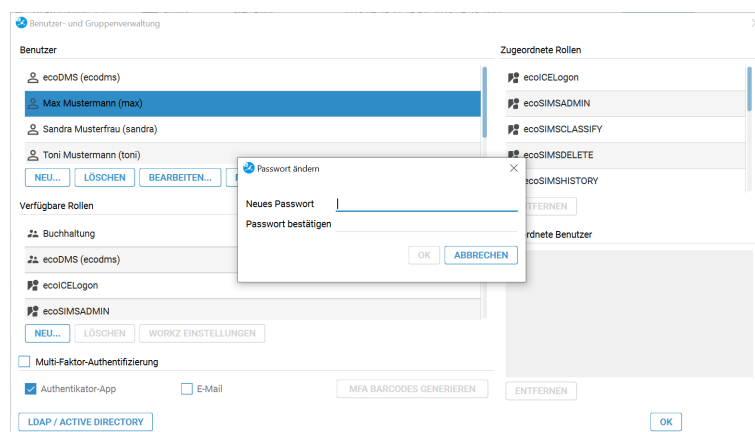 Benutzer- und Gruppenverwaltung
Benutzer
Zugeordnete Rollen
ecoDMS (ecodms)
Max Mustermann (max)
Sandra Musterfrau (sandra)
Toni Mustermann (toni)
ecoICELogon
ecoSIMSADMIN
ecoSIMSCLASSIFY
ecoSIMSDELETE
ecoSIMSHISTORY
NEU... LÖSCHEN BEARBEITEN...
Passwort ändern
Neues Passwort
Passwort bestätigen
OK ABBRECHEN
Verfügbare Rollen
Buchhaltung
ecoDMS (ecodms)
ecoICELogon
ecoSIMSADMIN
NEU... LÖSCHEN WORKZ EINSTELLUNGEN
Multi-Faktor-Authentifizierung
Authentikator-App E-Mail MFA BARCODES GENERIEREN ENTFERNEN
LDAP / ACTIVE DIRECTORY OK